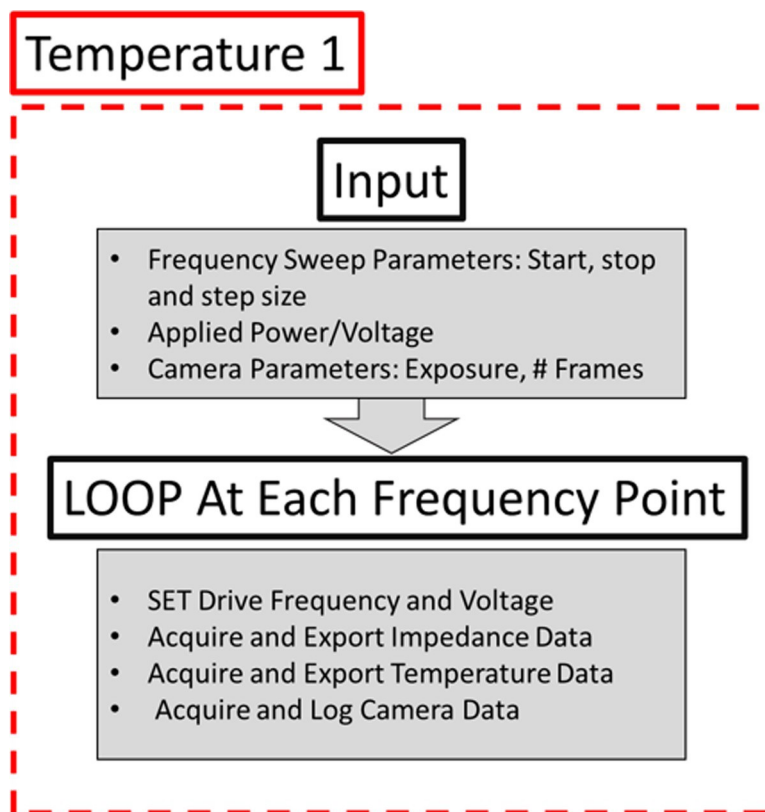 Temperature 1
Input
• Frequency Sweep Parameters: Start, stop
and step size
• Applied Power/Voltage
• Camera Parameters: Exposure, # Frames
LOOP At Each Frequency Point
• SET Drive Frequency and Voltage
• Acquire and Export Impedance Data
• Acquire and Export Temperature Data
• Acquire and Log Camera Data